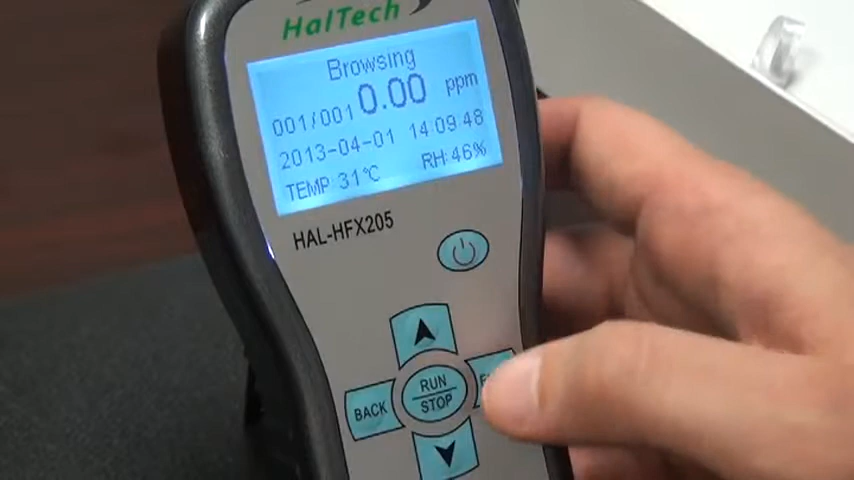 HalTech
Browsing
001/001 0.00 ppm
2013-04-01 14:09:48
TEMP:31℃ RH:46%
HAL-HFX205
BACK
RUN
STOP